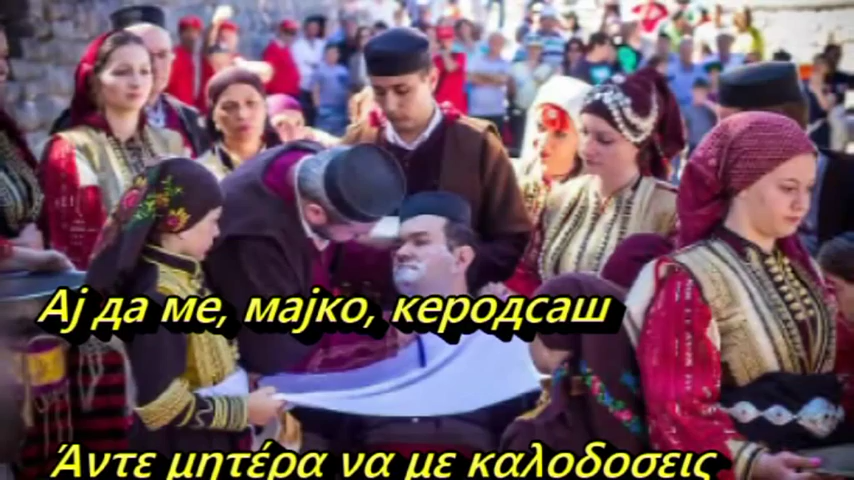 Ај да ме, мајко, керодсаш
Άντε μητέρα να με καλοδοσεις